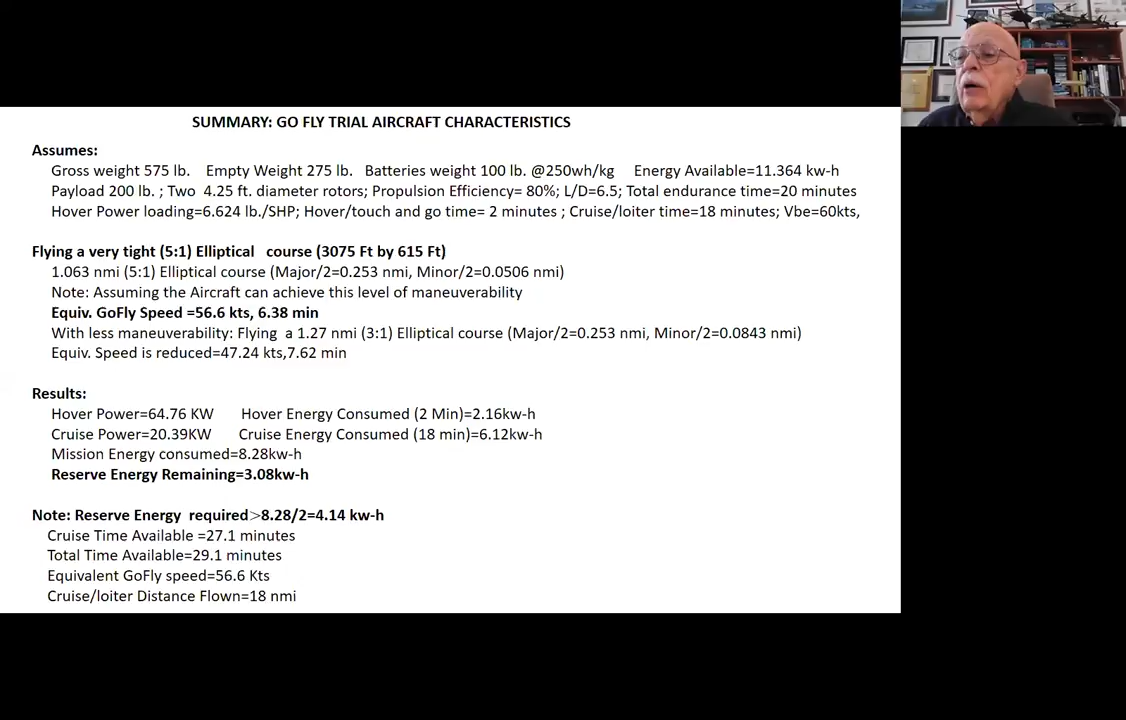 SUMMARY: GO FLY TRIAL AIRCRAFT CHARACTERISTICS
Assumes:
Gross weight 575 lb. Empty Weight 275 lb. Batteries weight 100 lb. @250wh/kg Energy Available=11.364 kw-h
Payload 200 lb. ; Two 4.25 ft. diameter rotors; Propulsion Efficiency= 80%; L/D=6.5; Total endurance time=20 minutes
Hover Power loading=6.624 lb./SHP; Hover/touch and go time= 2 minutes ; Cruise/loiter time=18 minutes; Vbe=60kts,
Flying a very tight (5:1) Elliptical course (3075 Ft by 615 Ft)
1.063 nmi (5:1) Elliptical course (Major/2=0.253 nmi, Minor/2=0.0506 nmi)
Note: Assuming the Aircraft can achieve this level of maneuverability
Equiv. GoFly Speed =56.6 kts, 6.38 min
With less maneuverability: Flying a 1.27 nmi (3:1) Elliptical course (Major/2=0.253 nmi, Minor/2=0.0843 nmi)
Equiv. Speed is reduced=47.24 kts,7.62 min
Results:
Hover Power=64.76 KW Hover Energy Consumed (2 Min)=2.16kw-h
Cruise Power=20.39KW Cruise Energy Consumed (18 min)=6.12kw-h
Mission Energy consumed=8.28kw-h
Reserve Energy Remaining=3.08kw-h
Note: Reserve Energy required>8.28/2=4.14 kw-h
Cruise Time Available =27.1 minutes
Total Time Available=29.1 minutes
Equivalent GoFly speed=56.6 Kts
Cruise/loiter Distance Flown=18 nmi